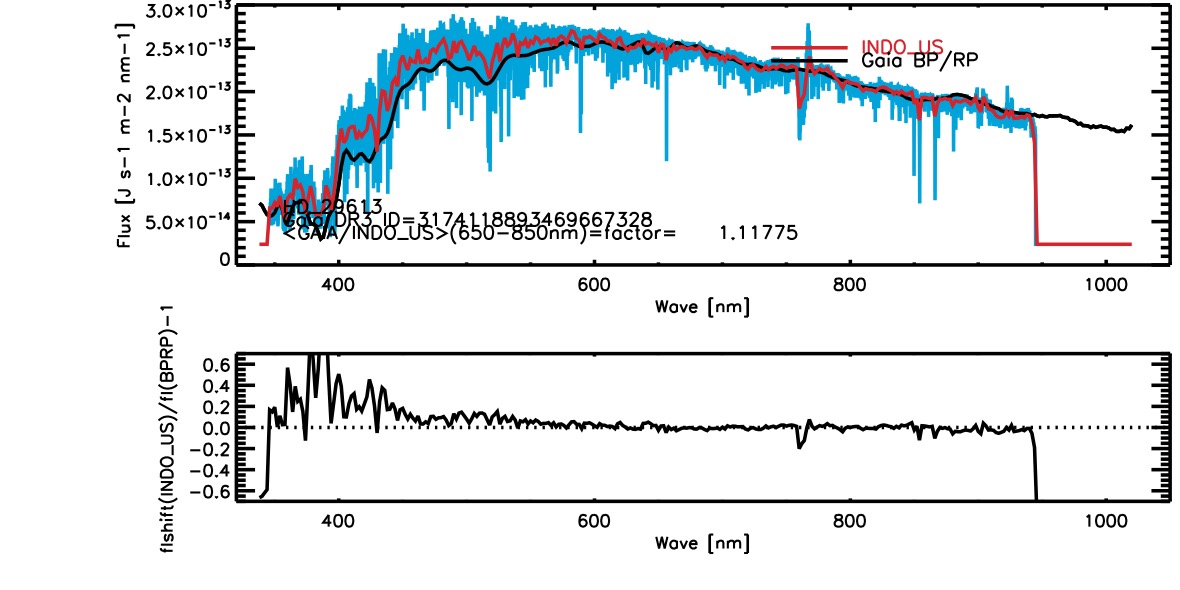 3.0×10⁻¹³
2.5×10⁻¹³
2.0×10⁻¹³
1.5×10⁻¹³
1.0×10⁻¹³
5.0×10⁻¹⁴
0
Flux [J s−1 m−2 nm−1]
INDO_US
Gaia BP/RP
HD_29613
Gaia DR3 ID=3174118893469667328
<GAIA/INDO_US>(650−850nm)=factor= 1.11775
400 600 800 1000
Wave [nm]
flshift(INDO_US)/fl(BPRP)−1
0.6
0.4
0.2
0.0
−0.2
−0.4
−0.6
400 600 800 1000
Wave [nm]